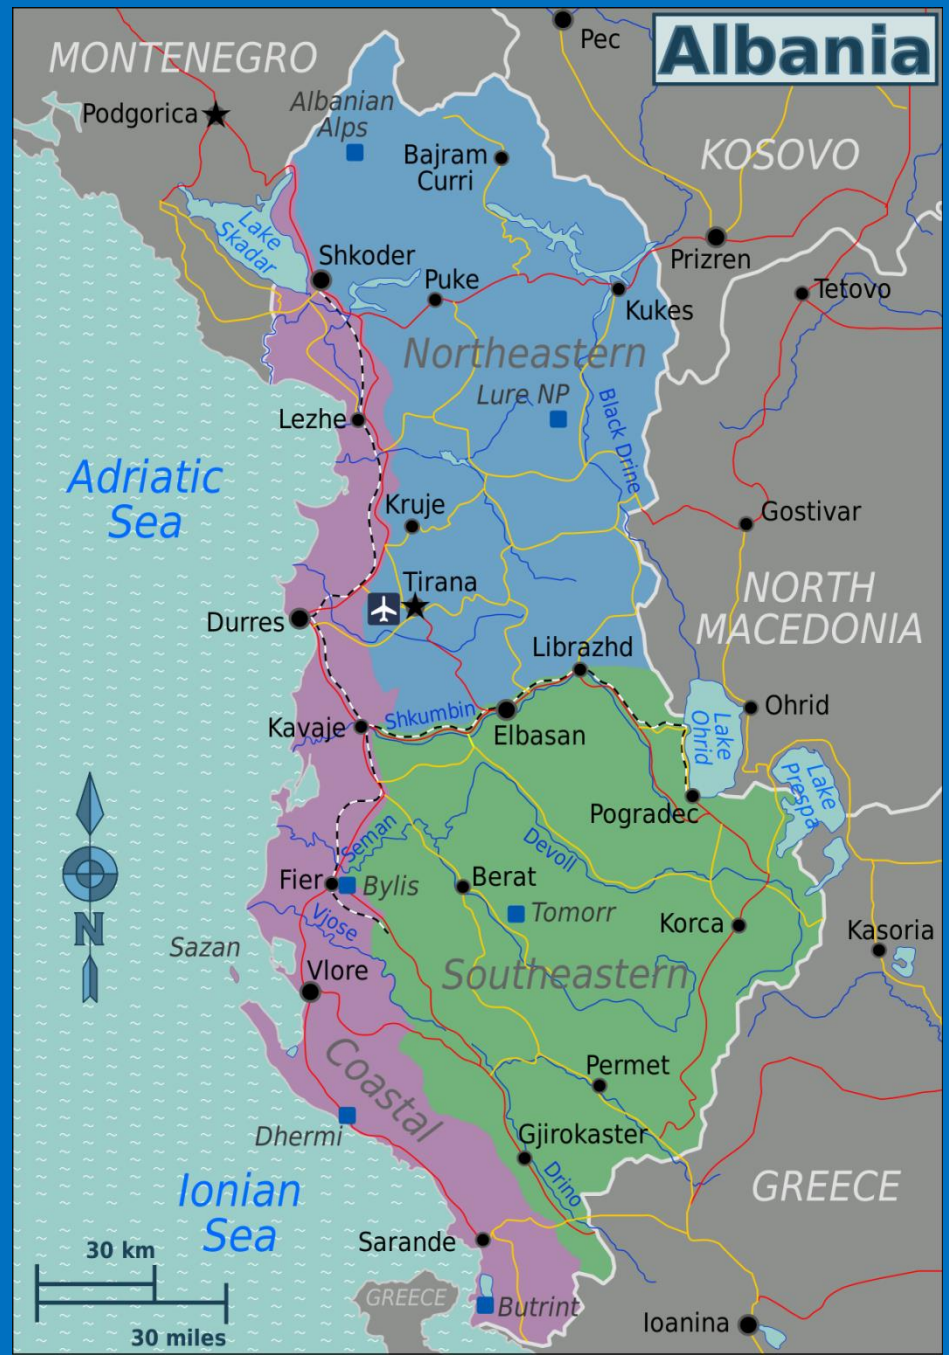 Albania
MONTENEGRO
Pec
Podgorica
Albanian
Alps
Bajram
Curri
KOSOVO
Lake
Skadar
Shkoder
Puke
Prizren
Kukes
Tetovo
Northeastern
Lure NP
Black Drine
Lezhe
Adriatic
Sea
Kruje
Gostivar
Tirana
NORTH
MACEDONIA
Durres
Librazhd
Shkumbin
Kavaje
Elbasan
Ohrid
Lake
Ohrid
Lake
Prespa
Pogradec
Seman
Devoll
Fier
Bylis
Berat
Tomorr
Korca
Kasoria
N
Vjose
Sazan
Vlore
Southeastern
Coastal
Permet
Dhermi
Gjirokaster
Drino
GREECE
Ionian
Sea
Sarande
30 km
GREECE
Butrint
Ioanina
30 miles